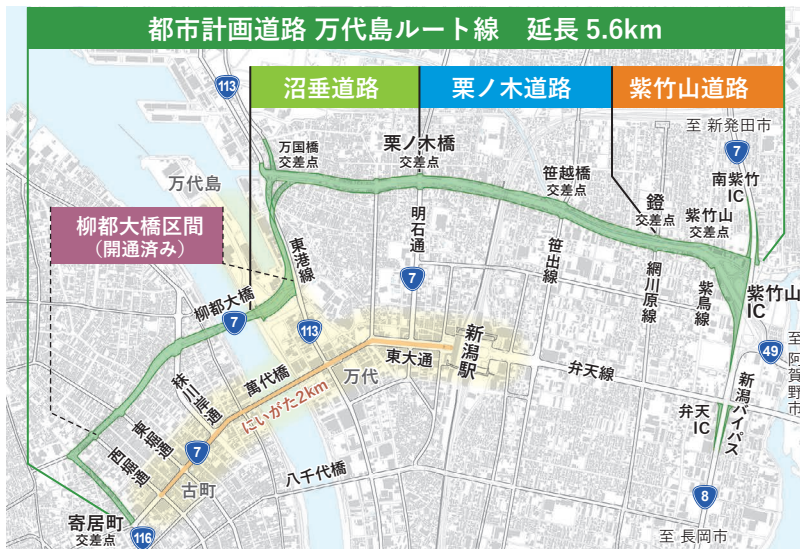 都市計画道路 万代島ルート線　延長 5.6km
113
沼垂道路
栗ノ木道路
紫竹山道路
至 新発田市
7
万国橋
交差点
栗ノ木橋
交差点
笹越橋
交差点
南紫竹
IC
万代島
鐙
交差点
紫竹山
交差点
柳都大橋区間
（開通済み）
東港線
明石通
7
笹出線
網川原線
紫鳥線
紫竹山
IC
柳都大橋
7
113
新潟駅
49
至 阿賀野市
東大通
弁天線
万代
萬代橋
にいがた2km
秣川岸通
新潟バイパス
弁天
IC
東堀通
西堀通
7
八千代橋
古町
8
寄居町
交差点
116
至 長岡市